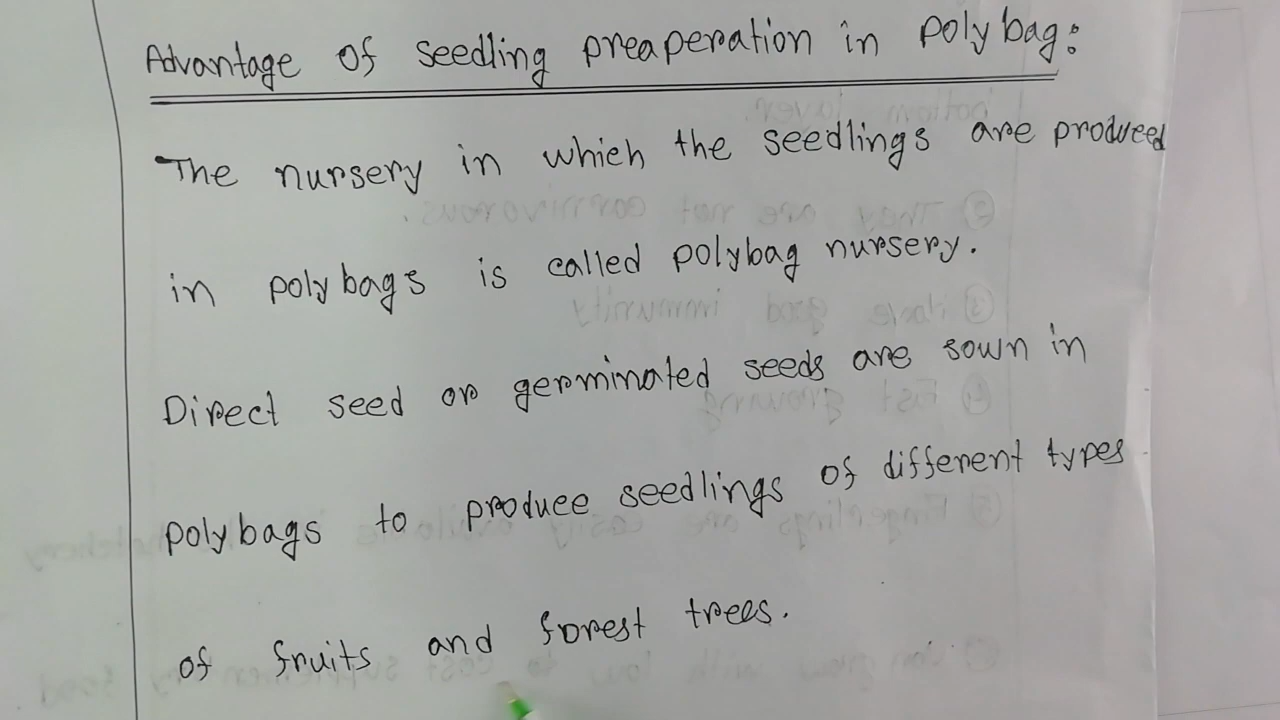 Advantage of seedling preaperation in poly bag:
The nursery in which the seedlings are produced
in poly bags is called polybag nursery.
Direct seed or germinated seeds are sown in
poly bags to produce seedlings of different types
of fruits and forest trees.